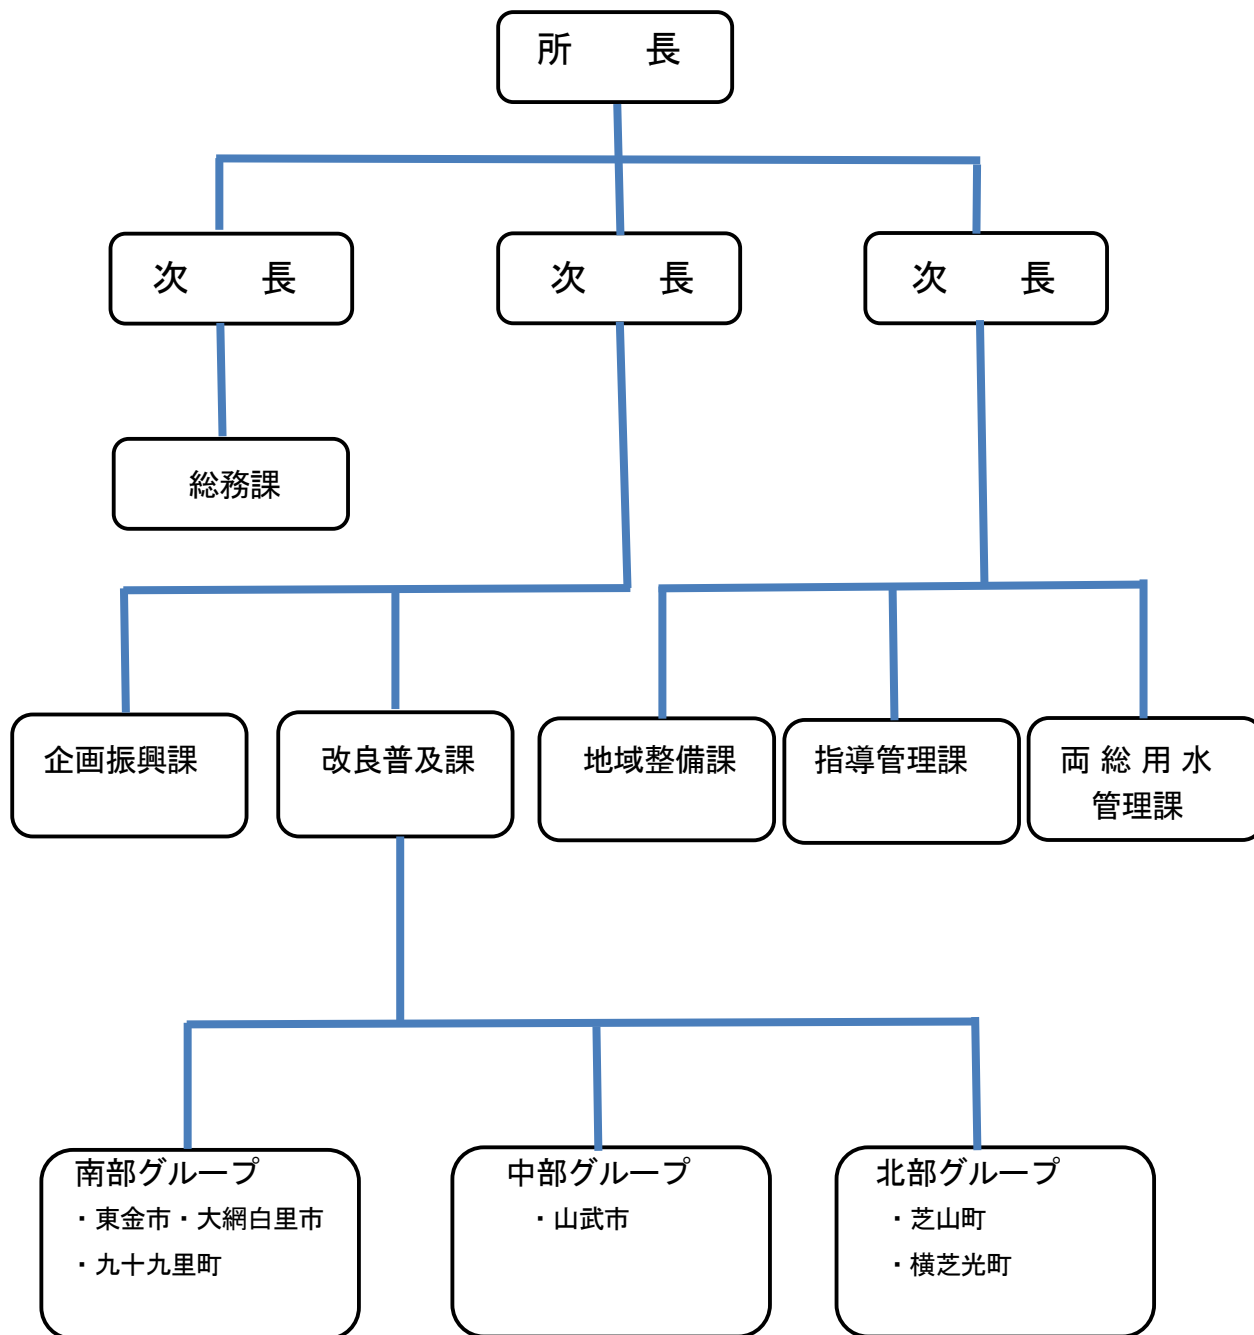 所　　長
次　　長
次　　長
次　　長
総務課
企画振興課
改良普及課
地域整備課
指導管理課
両 総 用 水
管理課
南部グループ
・東金市・大網白里市
・九十九里町
中部グループ
・山武市
北部グループ
・芝山町
・横芝光町